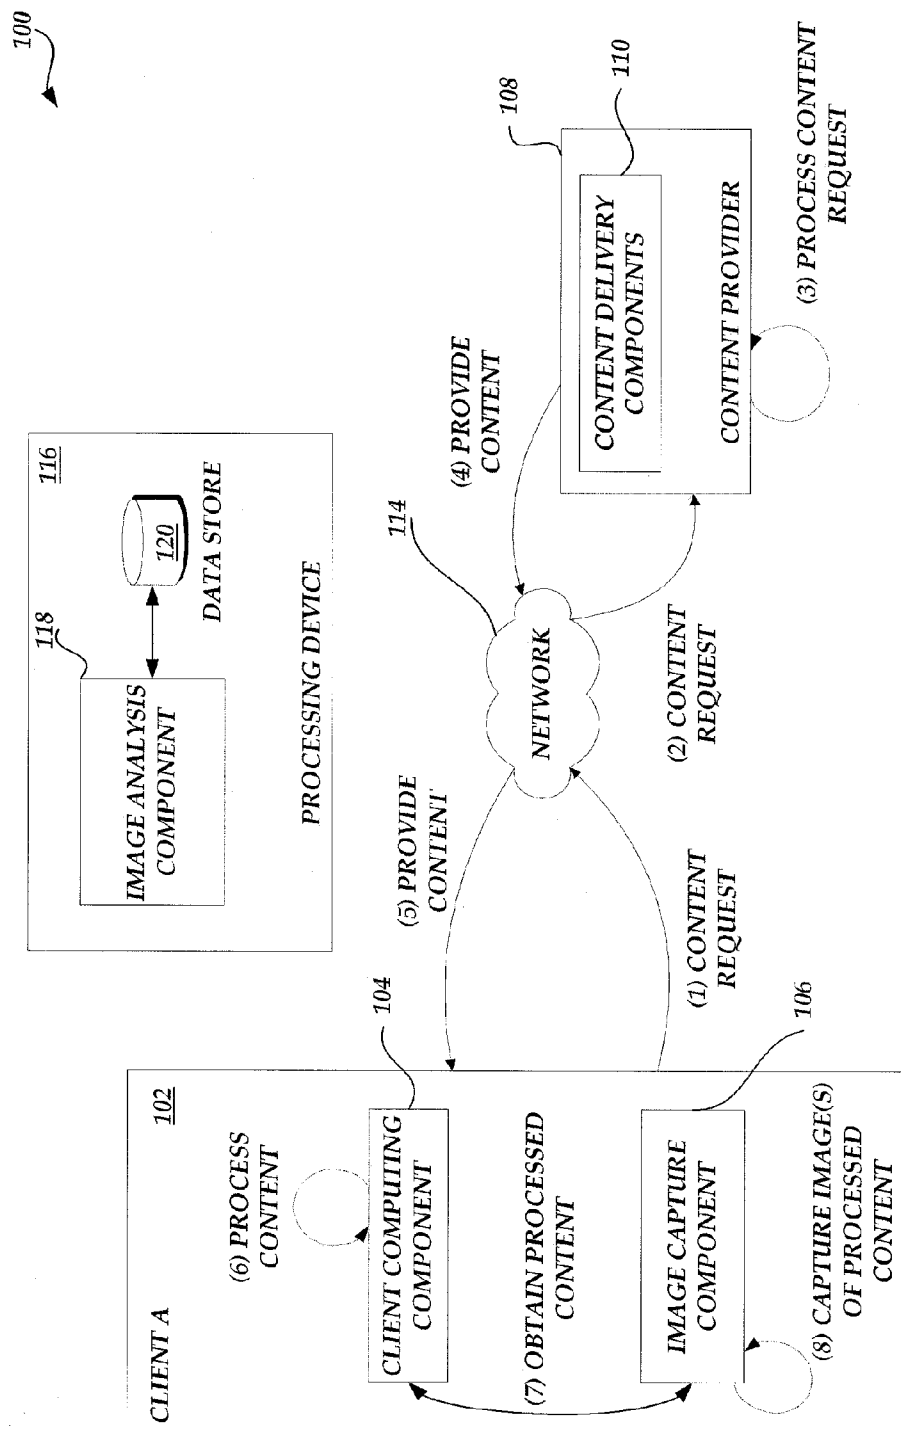 100
116
118
IMAGE ANALYSIS
COMPONENT
120
DATA STORE
PROCESSING DEVICE
CLIENT A
102
(6) PROCESS
CONTENT
104
CLIENT COMPUTING
COMPONENT
(7) OBTAIN PROCESSED
CONTENT
106
IMAGE CAPTURE
COMPONENT
(8) CAPTURE IMAGE(S)
OF PROCESSED
CONTENT
(5) PROVIDE
CONTENT
(1) CONTENT
REQUEST
114
NETWORK
(4) PROVIDE
CONTENT
(2) CONTENT
REQUEST
108
110
CONTENT DELIVERY
COMPONENTS
CONTENT PROVIDER
(3) PROCESS CONTENT
REQUEST